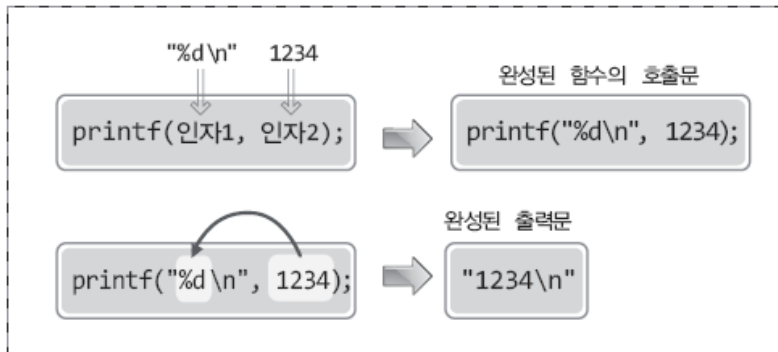 "%d\n" 1234
완성된 함수의 호출문
printf(인자1, 인자2);
printf("%d\n", 1234);
완성된 출력문
printf("%d\n", 1234);
"1234\n"